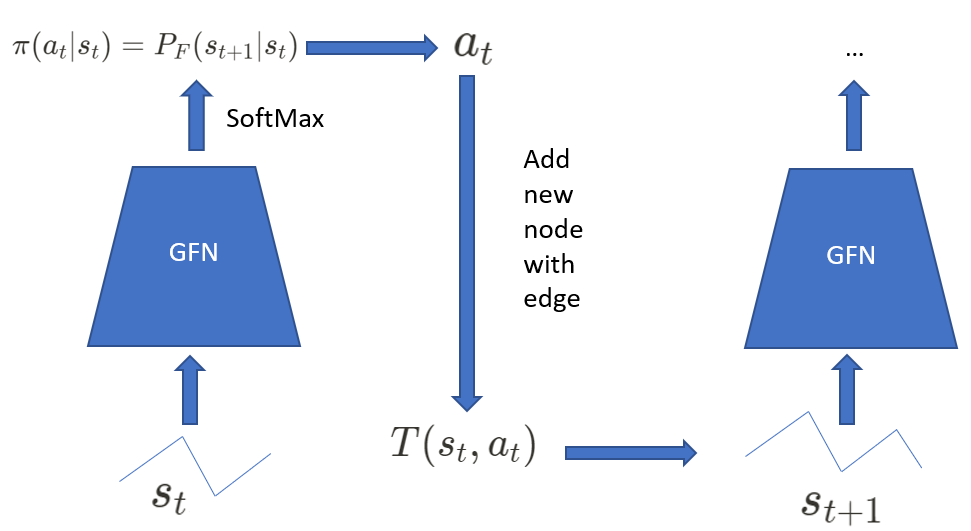 π(a_t|s_t) = P_F(s_{t+1}|s_t)
a_t
...
SoftMax
Add
new
node
with
edge
GFN
GFN
T(s_t, a_t)
s_t
s_{t+1}